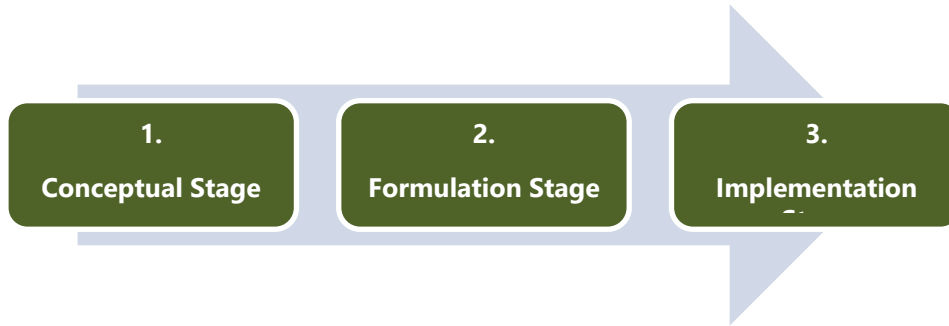 1.
Conceptual Stage
2.
Formulation Stage
3.
Implementation